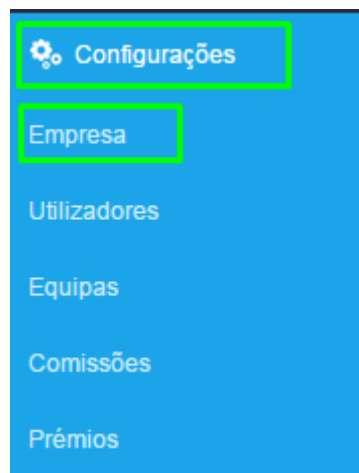 Configurações
Empresa
Utilizadores
Equipas
Comissões
Prémios